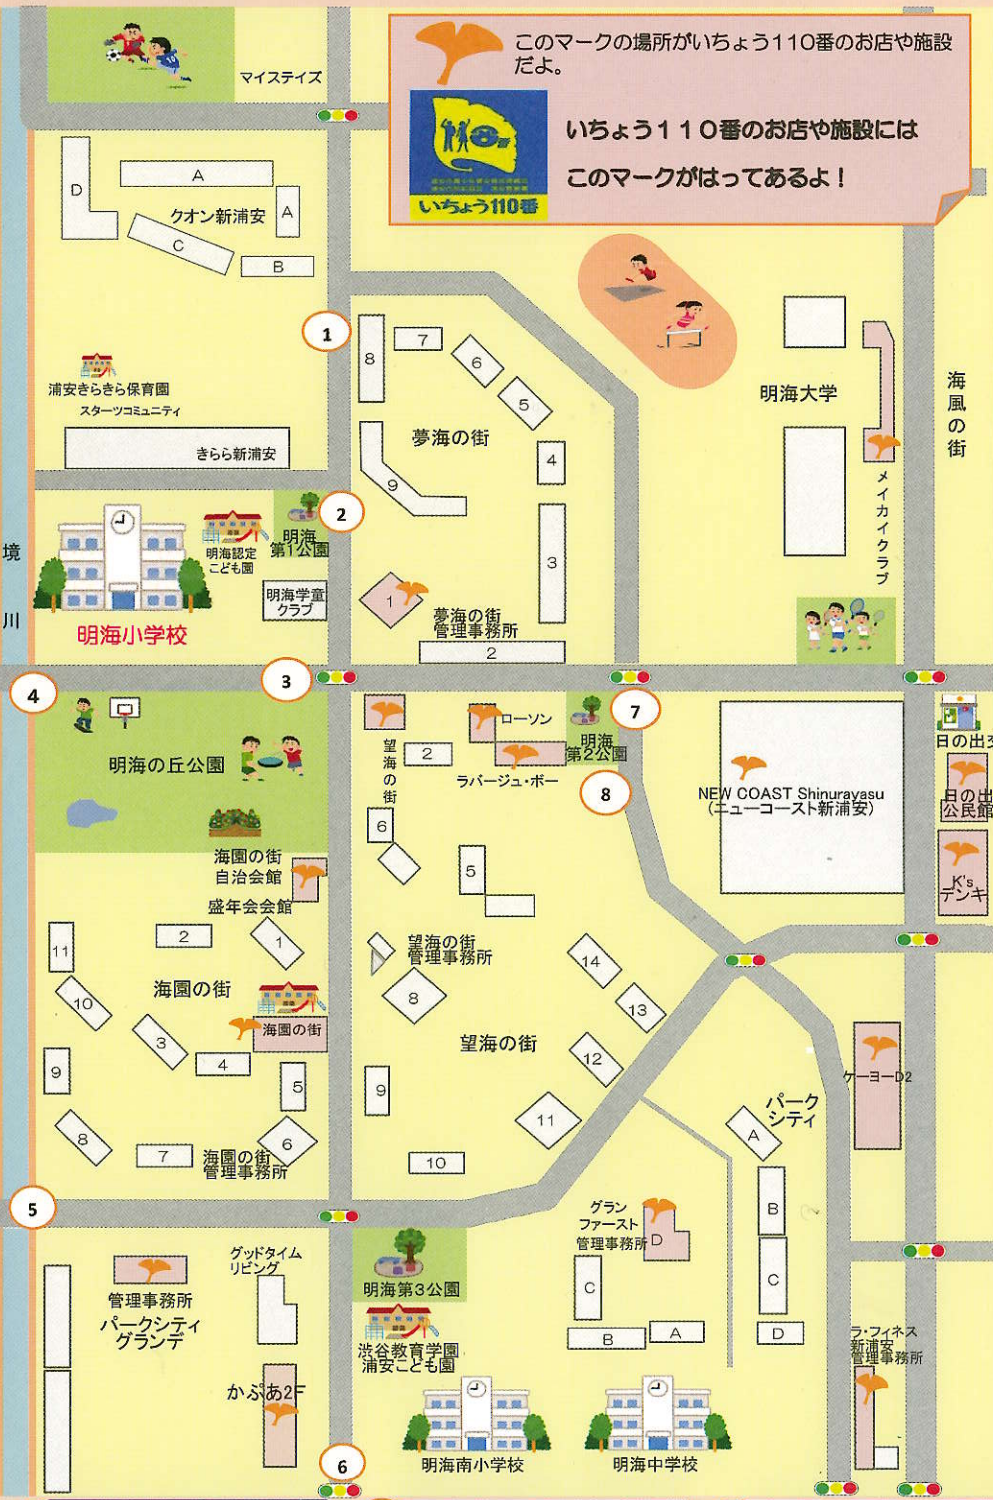 このマークの場所がいちょう110番のお店や施設
だよ。
いちょう110番のお店や施設には
このマークがはってあるよ！
いちょう110番
マイステイズ
D
A
クオン新浦安
A
C
B
1
8
7
6
5
夢海の街
4
9
3
浦安きらきら保育園
スターツコミュニティ
きらら新浦安
明海大学
海風の街
メイカイクラブ
境川
2
明海
第1公園
明海認定
こども園
明海学童
クラブ
明海小学校
1
夢海の街
管理事務所
2
3
4
7
明海の丘公園
望海の街
2
ローソン
明海
第2公園
ラバージュ・ボー
8
NEW COAST Shinurayasu
(ニューコースト新浦安)
日の出交
日の出
公民館
K's
デンキ
6
5
海園の街
自治会館
盛年会会館
11
2
1
10
海園の街
3
海園の街
4
9
5
8
7
海園の街
管理事務所
6
望海の街
管理事務所
8
14
13
望海の街
12
9
11
10
ケーヨーD2
パーク
シティ
A
B
C
D
5
グラン
ファースト
管理事務所
D
C
B
A
グッドタイム
リビング
管理事務所
パークシティ
グランデ
かぷあ2F
明海第3公園
渋谷教育学園
浦安こども園
明海南小学校
明海中学校
ラ・フィネス
新浦安
管理事務所
6